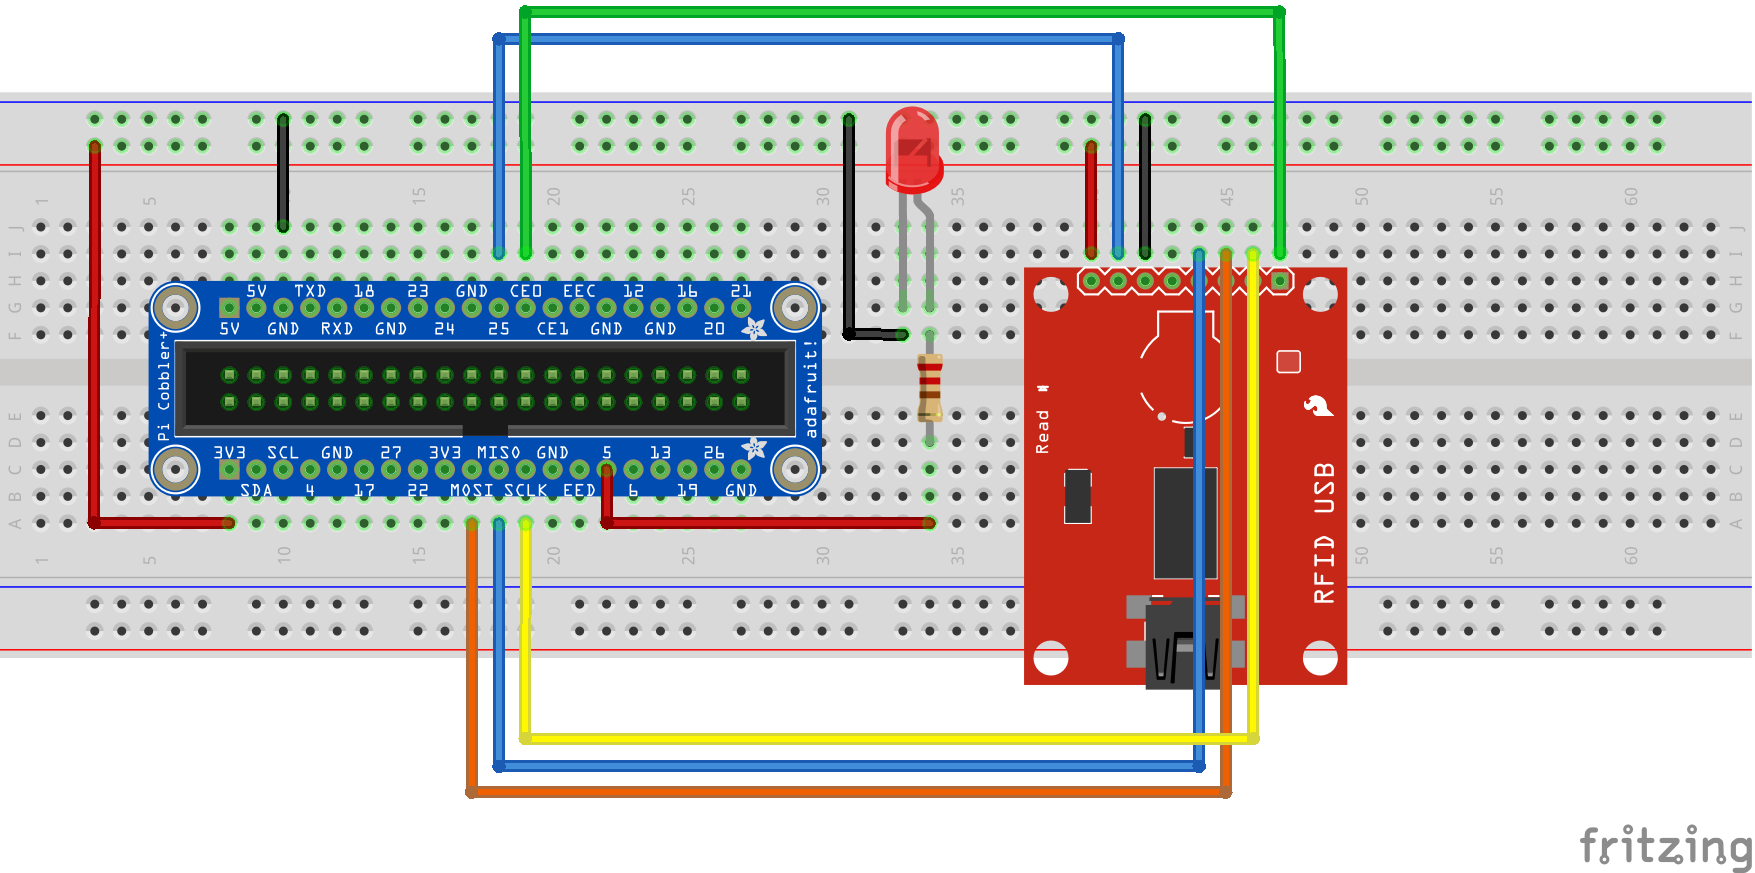 1 5 15 20 25 30 35 45 50 55 60
J J
I I
H H
G G
F F
5V TXD 18 23 GND CE0 EEC 12 16 21
5V GND RXD GND 24 25 CE1 GND GND 20
Pi Cobbler+
adafruit!
3V3 SCL GND 27 3V3 MISO GND 5 13 26
SDA 4 17 22 MOSI SCLK EED 6 19 GND
Read
RFID USB
E E
D D
C C
B B
A A
1 5 10 15 20 25 30 35 50 55 60
fritzing